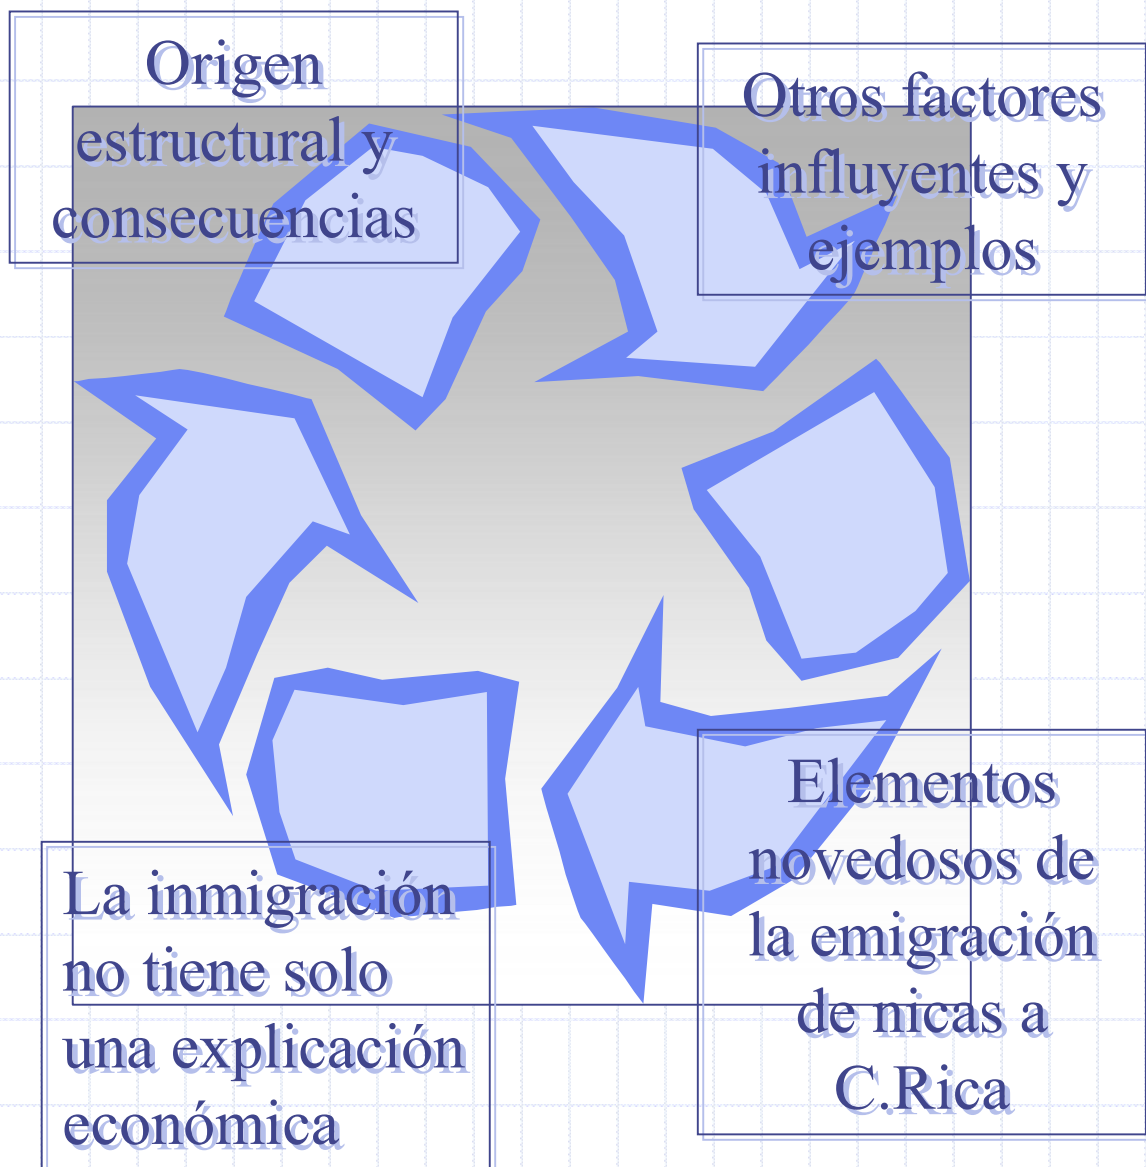 Origen
estructural y
consecuencias
Otros factores
influyentes y
ejemplos
La inmigración
no tiene solo
una explicación
económica
Elementos
novedosos de
la emigración
de nicas a
C.Rica